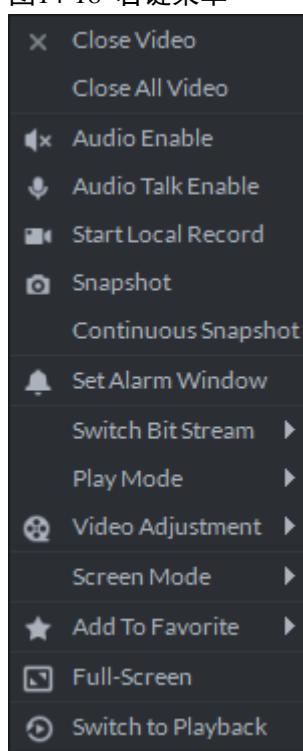 图14-18 右键菜单
Close Video
Close All Video
Audio Enable
Audio Talk Enable
Start Local Record
Snapshot
Continuous Snapshot
Set Alarm Window
Switch Bit Stream
Play Mode
Video Adjustment
Screen Mode
Add To Favorite
Full-Screen
Switch to Playback